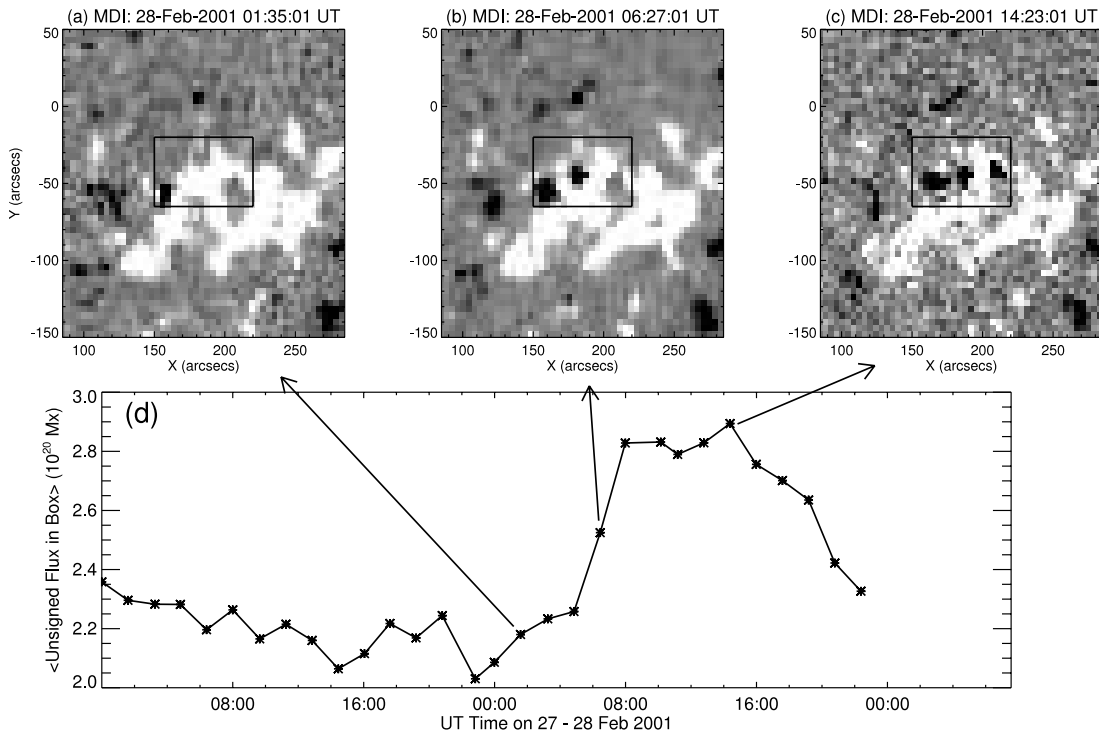 (a) MDI: 28-Feb-2001 01:35:01 UT
(b) MDI: 28-Feb-2001 06:27:01 UT
(c) MDI: 28-Feb-2001 14:23:01 UT
50
0
-50
-100
-150
Y (arcsecs)
100 150 200 250
X (arcsecs)
50
0
-50
-100
-150
100 150 200 250
X (arcsecs)
50
0
-50
-100
-150
100 150 200 250
X (arcsecs)
(d)
3.0
2.8
2.6
2.4
2.2
2.0
<Unsigned Flux in Box> (10²⁰ Mx)
08:00 16:00 00:00 08:00 16:00 00:00
UT Time on 27 - 28 Feb 2001